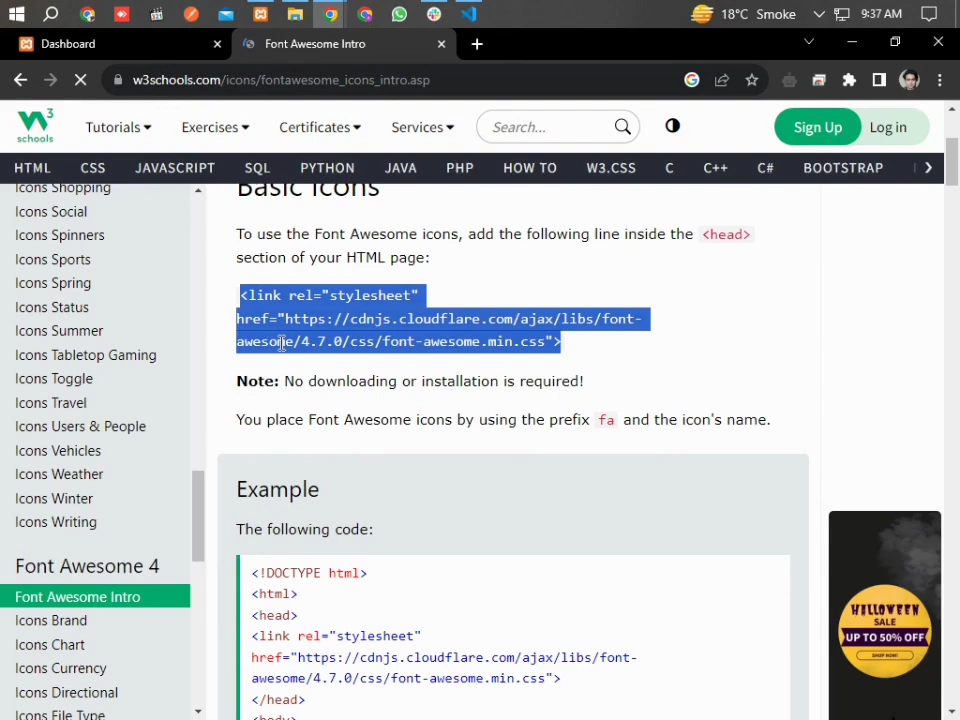 18°C Smoke
9:37 AM
Dashboard
Font Awesome Intro
w3schools.com/icons/fontawesome_icons_intro.asp
W3 schools
Tutorials
Exercises
Certificates
Services
Search...
Sign Up
Log in
HTML
CSS
JAVASCRIPT
SQL
PYTHON
JAVA
PHP
HOW TO
W3.CSS
C
C++
C#
BOOTSTRAP
Icons Shopping
Icons Social
Icons Spinners
Icons Sports
Icons Spring
Icons Status
Icons Summer
Icons Tabletop Gaming
Icons Toggle
Icons Travel
Icons Users & People
Icons Vehicles
Icons Weather
Icons Winter
Icons Writing
Font Awesome 4
Font Awesome Intro
Icons Brand
Icons Chart
Icons Currency
Icons Directional
Icons File Type
Basic Icons
To use the Font Awesome icons, add the following line inside the <head>
section of your HTML page:
<link rel="stylesheet"
href="https://cdnjs.cloudflare.com/ajax/libs/font-
awesome/4.7.0/css/font-awesome.min.css">
Note: No downloading or installation is required!
You place Font Awesome icons by using the prefix fa and the icon's name.
Example
The following code:
<!DOCTYPE html>
<html>
<head>
<link rel="stylesheet"
href="https://cdnjs.cloudflare.com/ajax/libs/font-
awesome/4.7.0/css/font-awesome.min.css">
</head>
<body>
HALLOWEEN
SALE
UP TO 50% OFF
SHOP NOW!